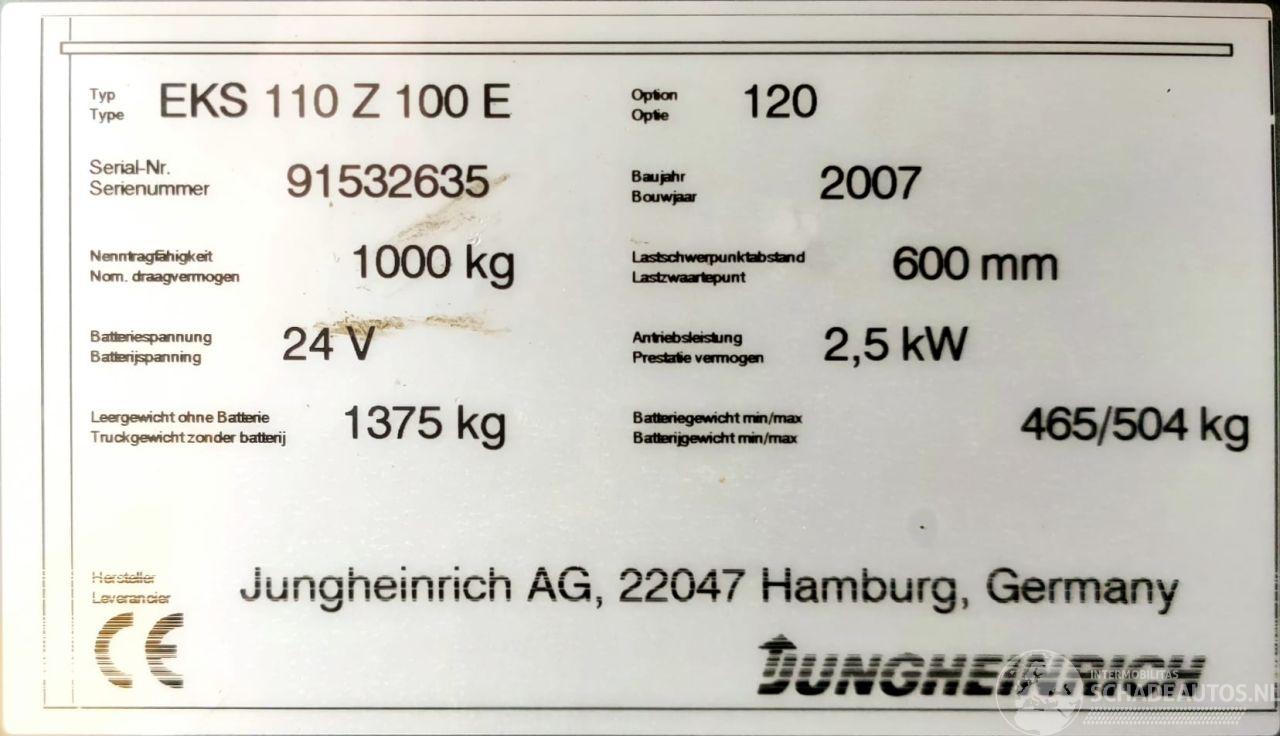 Typ
Type
EKS 110 Z 100 E
Option
Optie
120
Serial-Nr.
Serienummer
91532635
Baujahr
Bouwjaar
2007
Nenntragfähigkeit
Nom. draagvermogen
1000 kg
Lastschwerpunktabstand
Lastzwaartepunt
600 mm
Batteriespannung
Batterijspanning
24 V
Antriebsleistung
Prestatie vermogen
2,5 kW
Leergewicht ohne Batterie
Truckgewicht zonder batterij
1375 kg
Batteriegewicht min/max
Batterijgewicht min/max
465/504 kg
Hersteller
Leverancier
Jungheinrich AG, 22047 Hamburg, Germany
CE
JUNGHEINRICH
INTERMOBILITAS
SCHADEAUTOS.NL